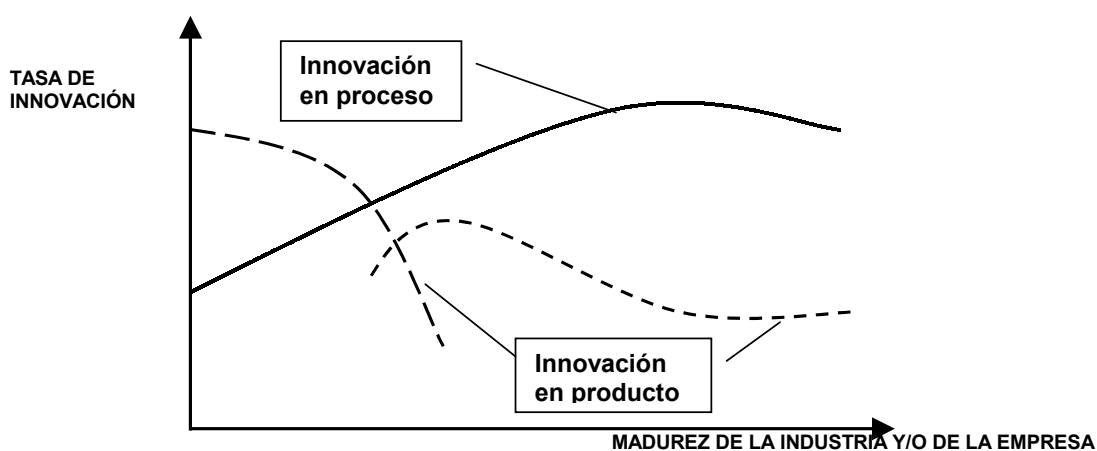 TASA DE
INNOVACIÓN
Innovación
en proceso
Innovación
en producto
MADUREZ DE LA INDUSTRIA Y/O DE LA EMPRESA